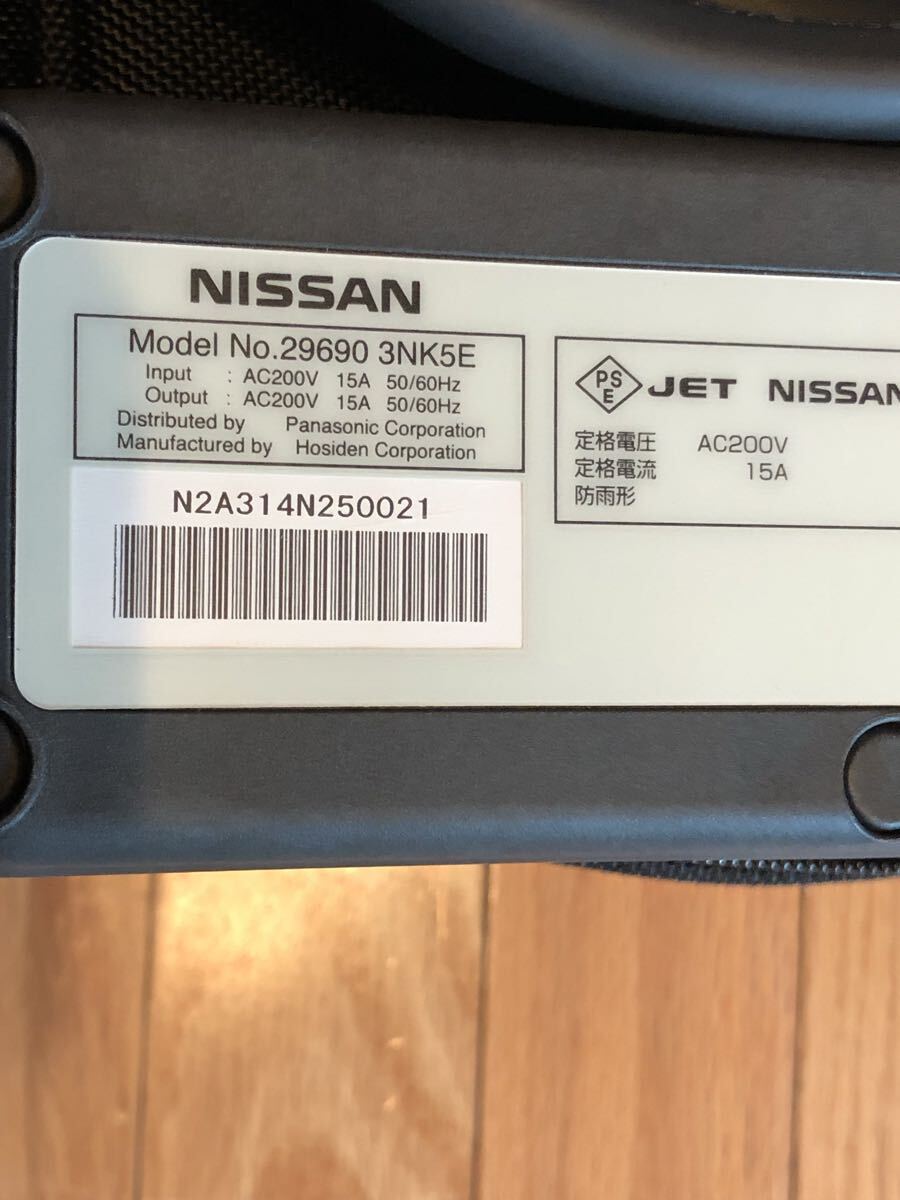 NISSAN
Model No.29690 3NK5E
Input : AC200V 15A 50/60Hz
Output : AC200V 15A 50/60Hz
Distributed by Panasonic Corporation
Manufactured by Hosiden Corporation
N2A314N250021
PS
E
JET NISSAN
定格電圧 AC200V
定格電流 15A
防雨形